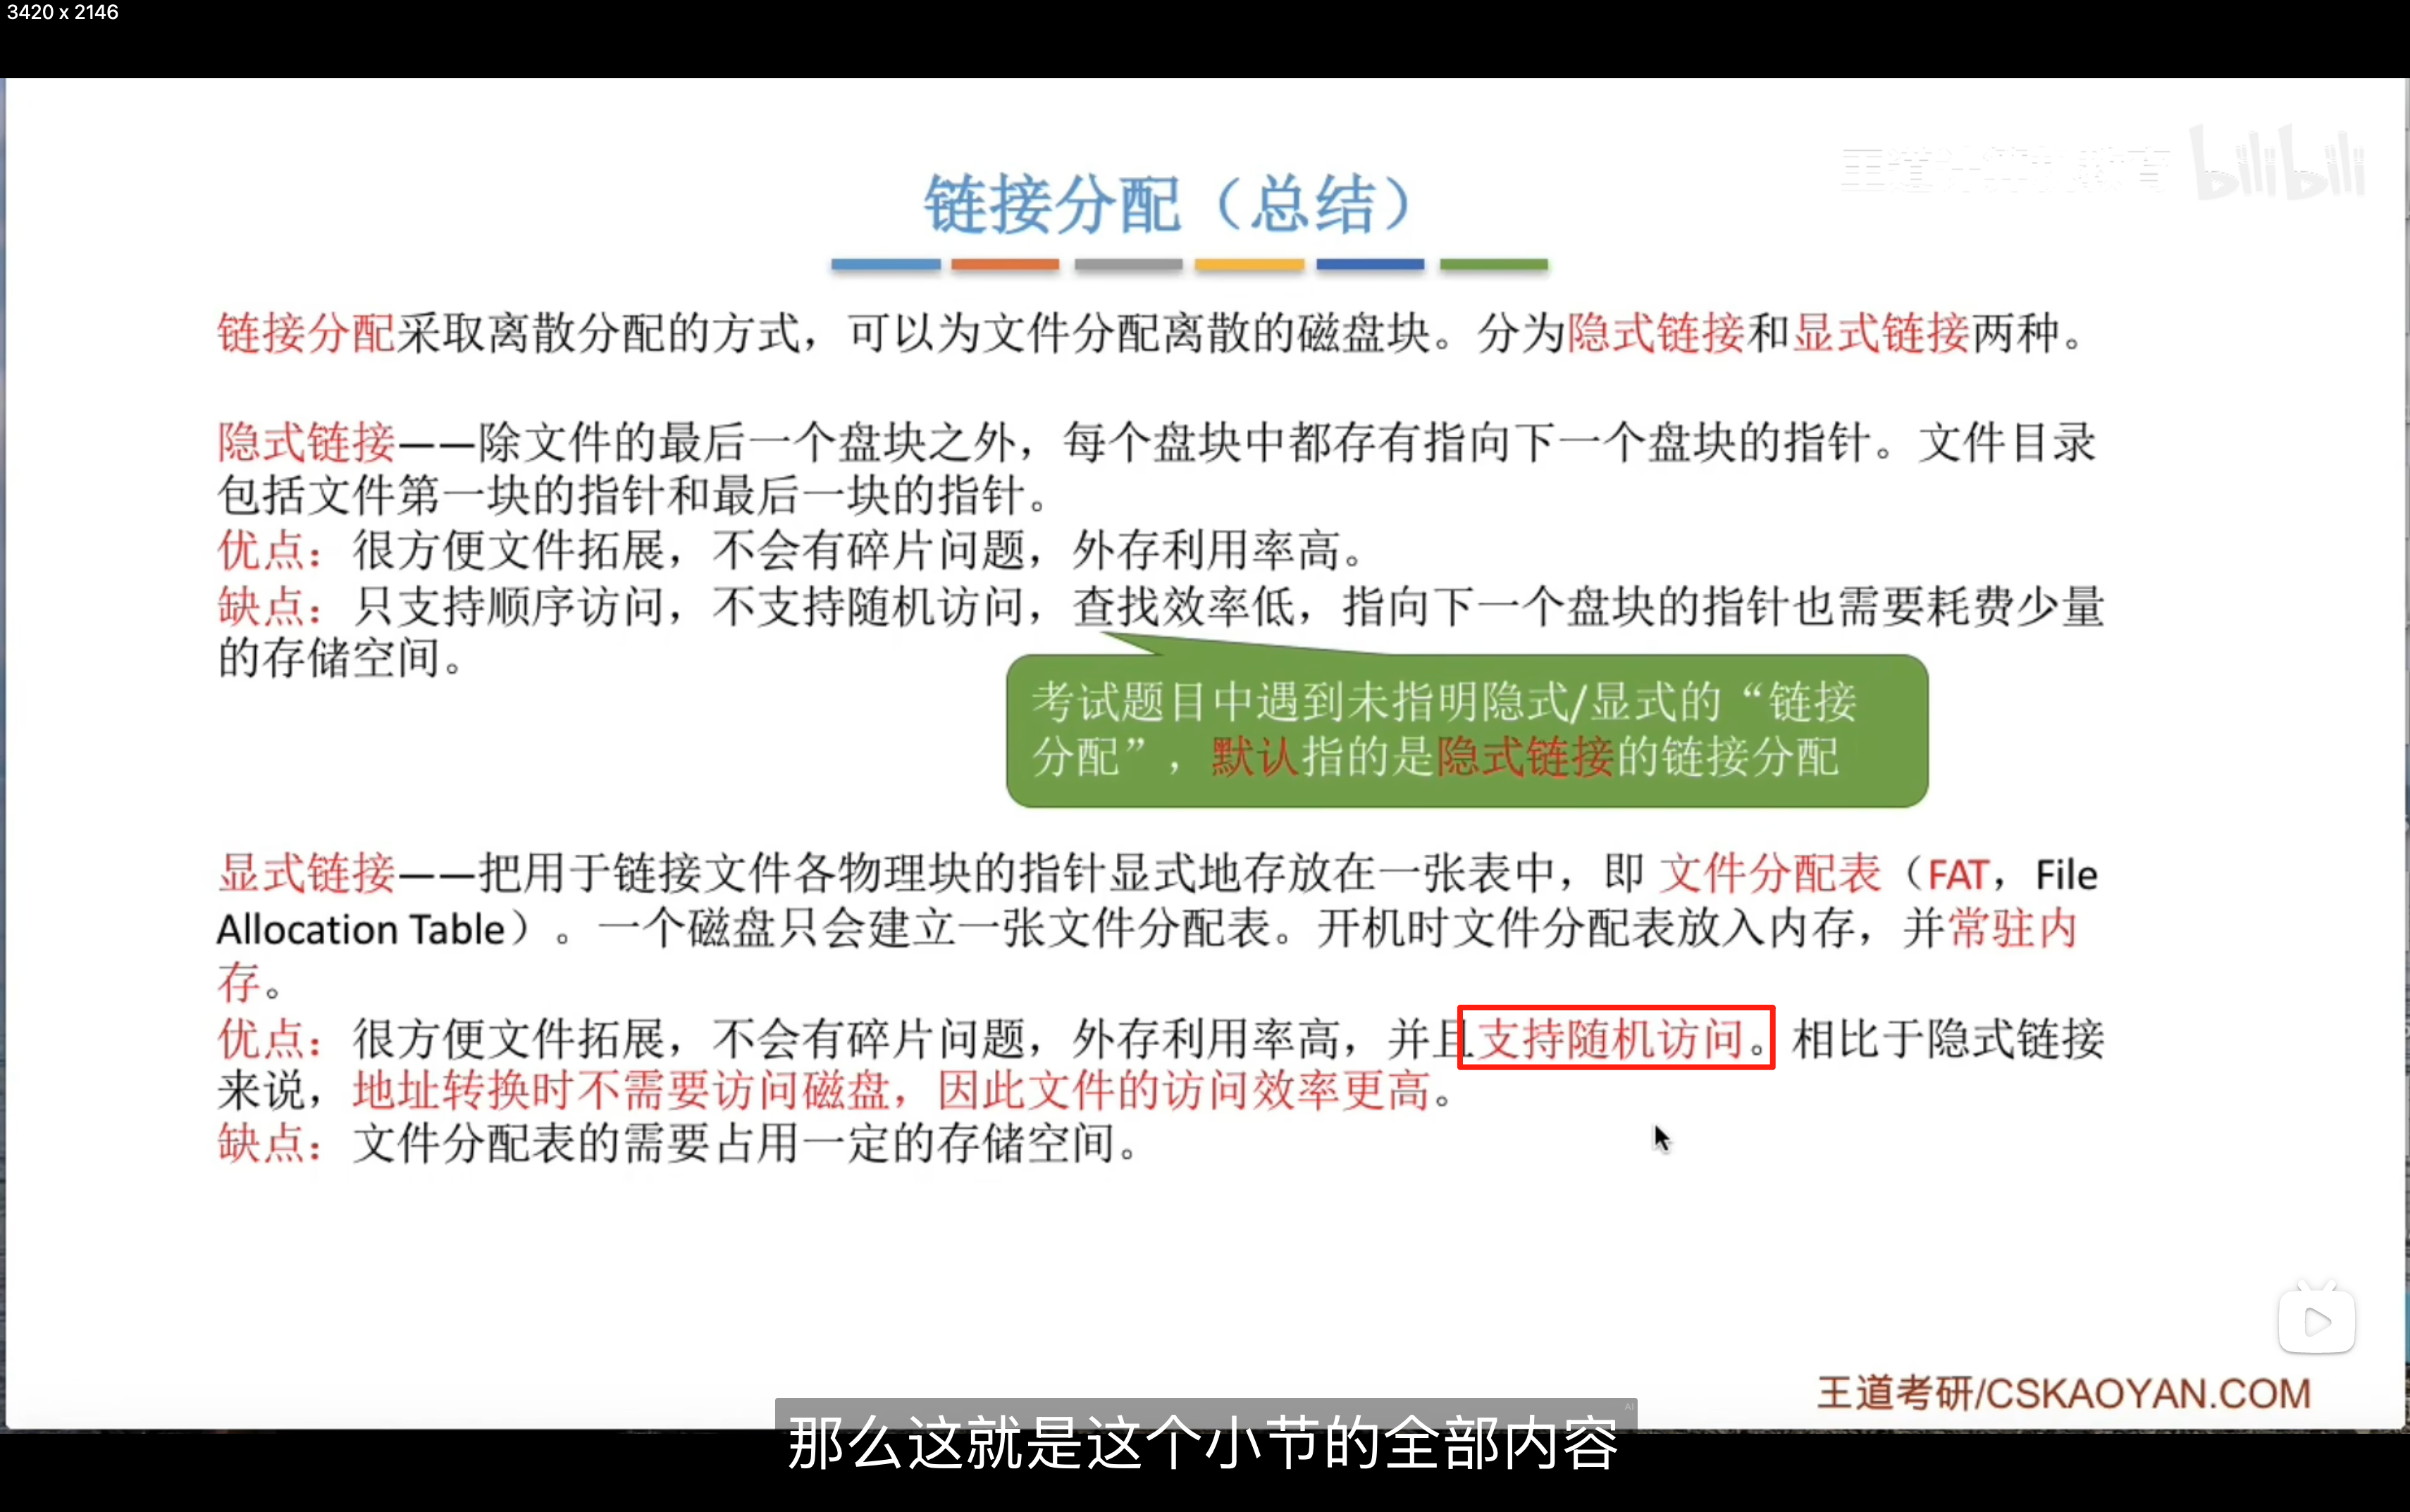 3420 x 2146
bilibili
链接分配（总结）
链接分配采取离散分配的方式，可以为文件分配离散的磁盘块。分为隐式链接和显式链接两种。
隐式链接——除文件的最后一个盘块之外，每个盘块中都存有指向下一个盘块的指针。文件目录
包括文件第一块的指针和最后一块的指针。
优点：很方便文件拓展，不会有碎片问题，外存利用率高。
缺点：只支持顺序访问，不支持随机访问，查找效率低，指向下一个盘块的指针也需要耗费少量
的存储空间。
考试题目中遇到未指明隐式/显式的“链接
分配”，默认指的是隐式链接的链接分配
显式链接——把用于链接文件各物理块的指针显式地存放在一张表中，即 文件分配表（FAT，File
Allocation Table）。一个磁盘只会建立一张文件分配表。开机时文件分配表放入内存，并常驻内
存。
优点：很方便文件拓展，不会有碎片问题，外存利用率高，并且支持随机访问。相比于隐式链接
来说，地址转换时不需要访问磁盘，因此文件的访问效率更高。
缺点：文件分配表的需要占用一定的存储空间。
王道考研/CSKAOYAN.COM
AI
那么这就是这个小节的全部内容